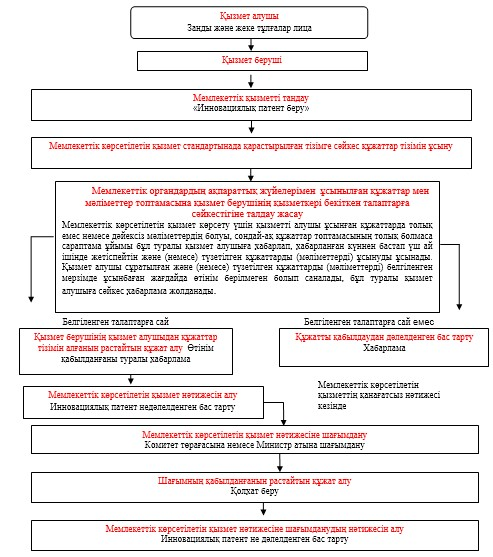 Қызмет алушы
Заңды және жеке тұлғалар лица
Қызмет беруші
Мемлекеттік қызметті таңдау
«Инновациялық патент беру»
Мемлекеттік көрсетілетін қызмет стандартынада қарастырылған тізімге сәйкес құжаттар тізімін ұсыну
Мемлекеттік органдардың ақпараттық жүйелерімен ұсынылған құжаттар мен
мәліметтер топтамасына қызмет берушінің қызметкері бекіткен талаптарға
сәйкестігіне талдау жасау
Мемлекеттік көрсетілетін қызмет көрсету үшін қызметті алушы ұсынған құжаттарда толық
емес немесе дәйексіз мәліметтердің болуы, сондай-ақ құжаттар топтамасының толық болмаса
сараптама ұйымы бұл туралы қызмет алушыға хабарлап, хабарланған күннен бастап үш ай
ішінде жетіспейтін және (немесе) түзетілген құжаттарды (мәліметтерді) ұсынуды ұсынады.
Қызмет алушы сұратылған және (немесе) түзетілген құжаттарды (мәліметтерді) белгіленген
мерзімде ұсынбаған жағдайда өтінім берілмеген болып саналады, бұл туралы қызмет
алушыға сәйкес хабарлама жолданады.
Белгіленген талаптарға сай
Белгіленген талаптарға сай емес
Қызмет берушінің қызмет алушыдан құжаттар
тізімін алғанын растайтын құжат алу Өтінім
қабылданғаны туралы хабарлама
Құжатты қабылдаудан дәлелденген бас тарту
Хабарлама
Мемлекеттік көрсетілетін қызмет нәтижесін алу
Инновациялық патент недәлелденген бас тарту
Мемлекеттік көрсетілетін
қызметтің қанағатсыз нәтижесі
кезінде
Мемлекеттік көрсетілетін қызмет нәтижесіне шағымдану
Комитет төрағасына немесе Министр атына шағымдану
Шағымның қабылданғанын растайтын құжат алу
Қолхат беру
Мемлекеттік көрсетілетін қызмет нәтижесіне шағымданудың нәтижесін алу
Инновациялық патент не дәлелденген бас тарту